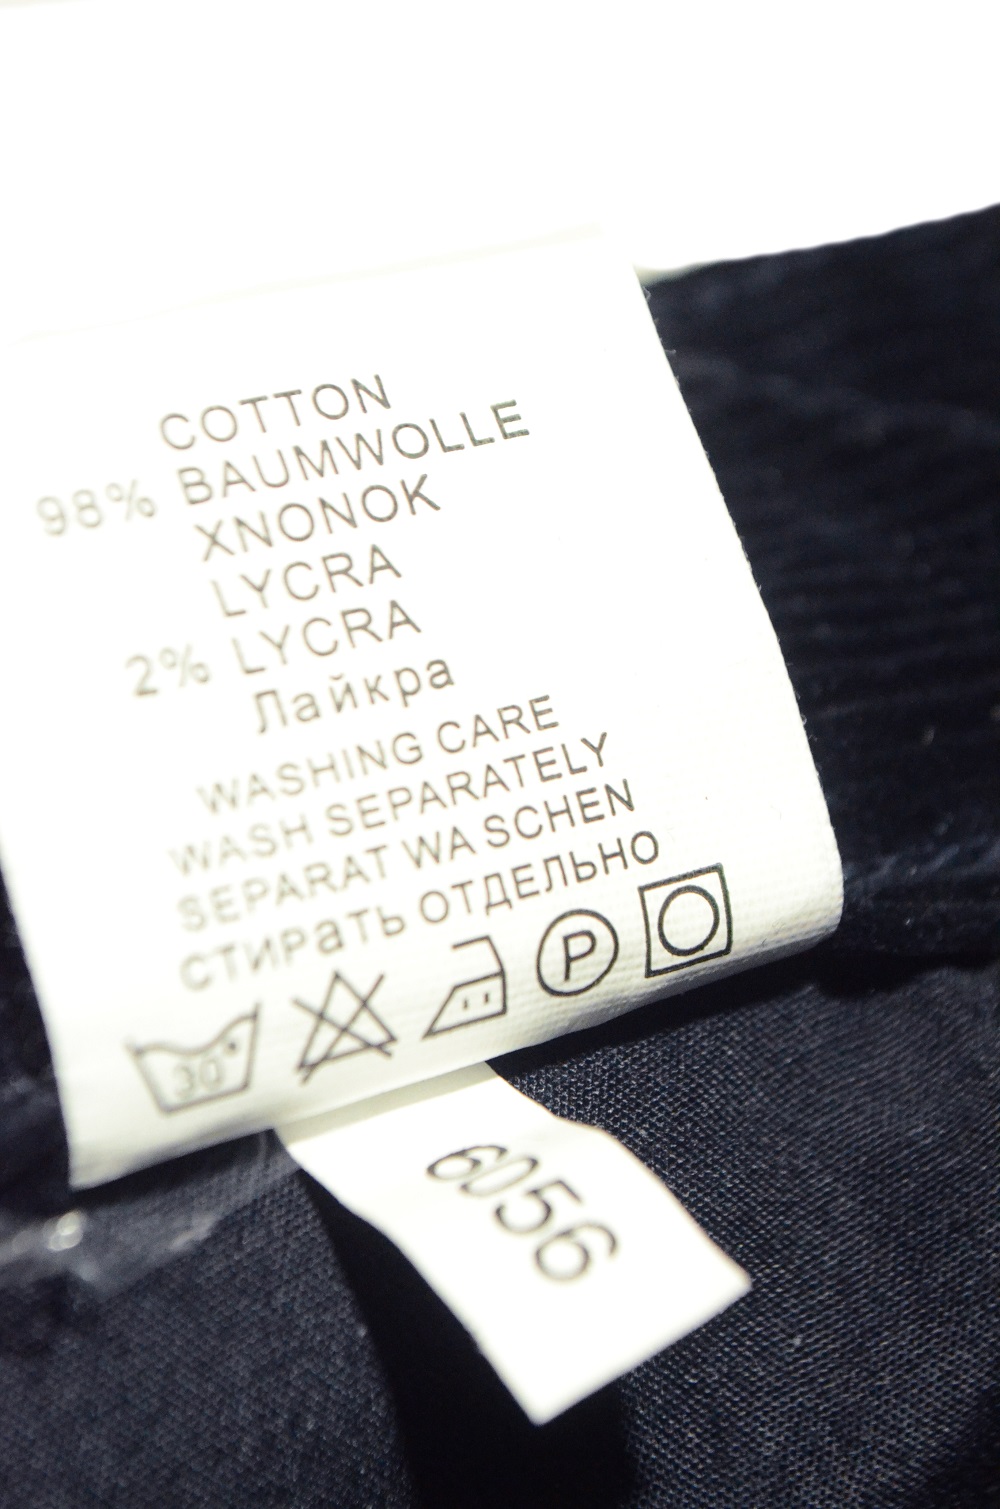 COTTON
98% BAUMWOLLE
XNONOK
LYCRA
2% LYCRA
Лайкра
WASHING CARE
WASH SEPARATELY
SEPARAT WA SCHEN
СТИРаТЬ ОТДЕЛЬНО
30° P
6056